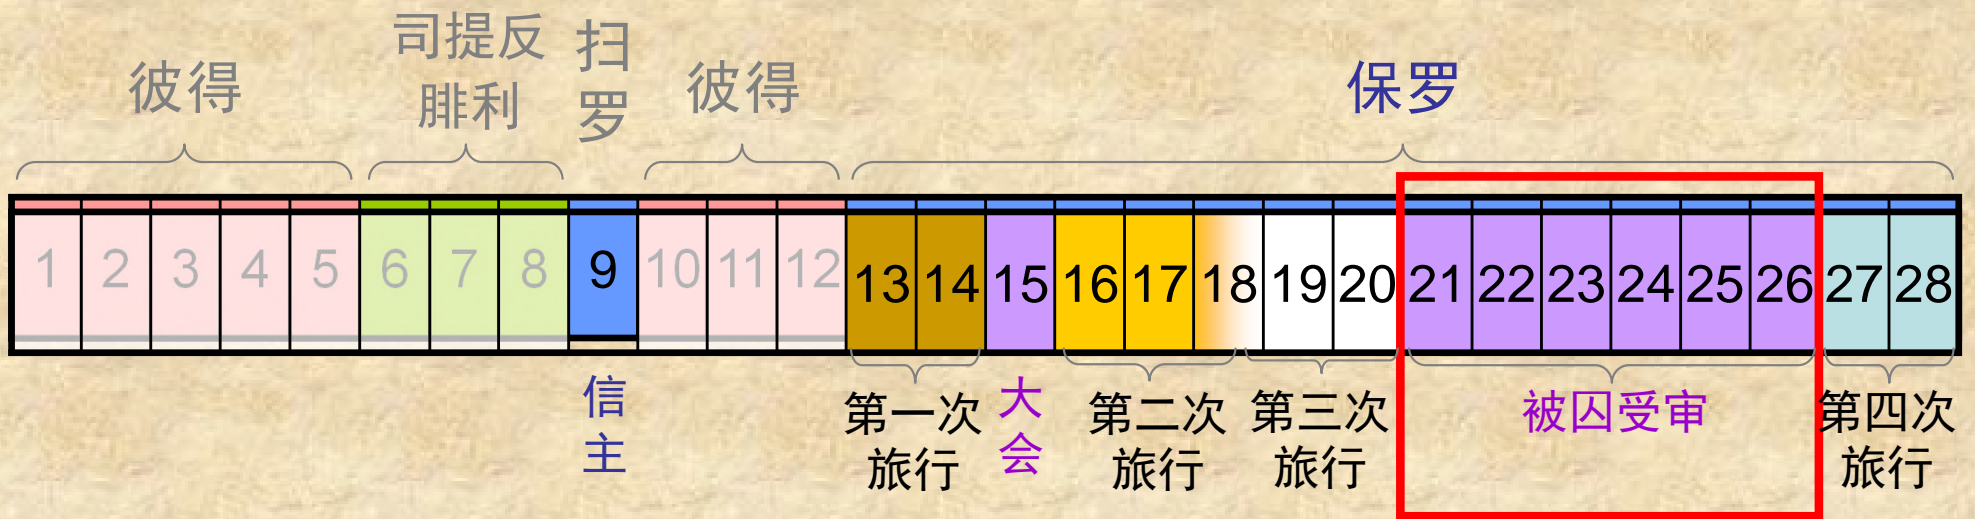 彼得
司提反
腓利
扫
罗
彼得
保罗
1 2 3 4 5 6 7 8 9 10 11 12 13 14 15 16 17 18 19 20 21 22 23 24 25 26 27 28
信
主
第一次
旅行
大
会
第二次
旅行
第三次
旅行
被囚受审
第四次
旅行